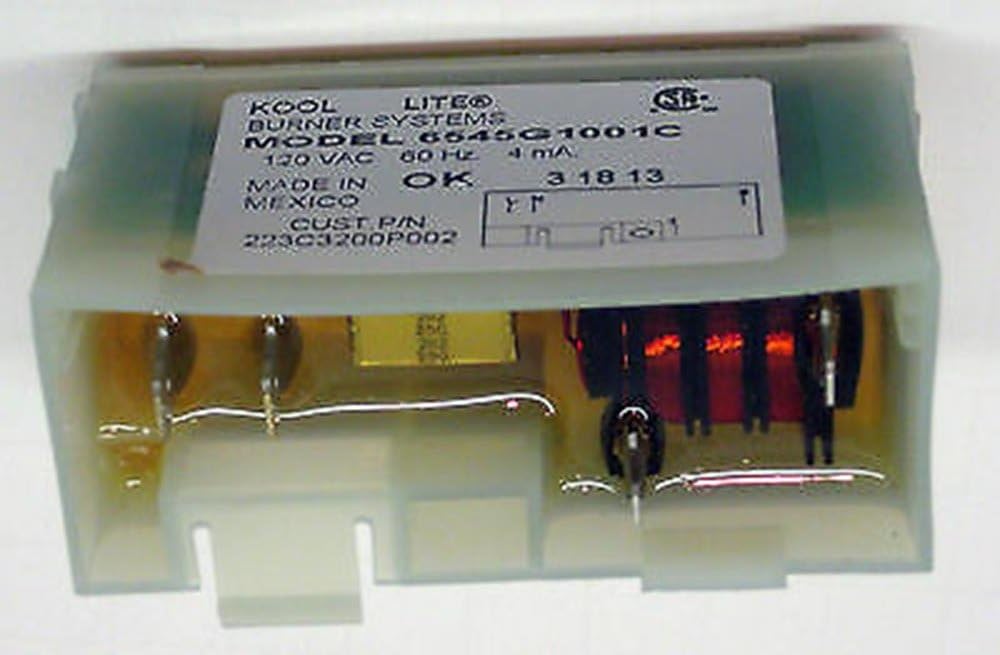 KOOL LITE®
BURNER SYSTEMS
MODEL 6545G1001C
120 VAC 60 Hz. 4 mA.
MADE IN OK 3 18 13
MEXICO
CUST P/N
223C3200P002